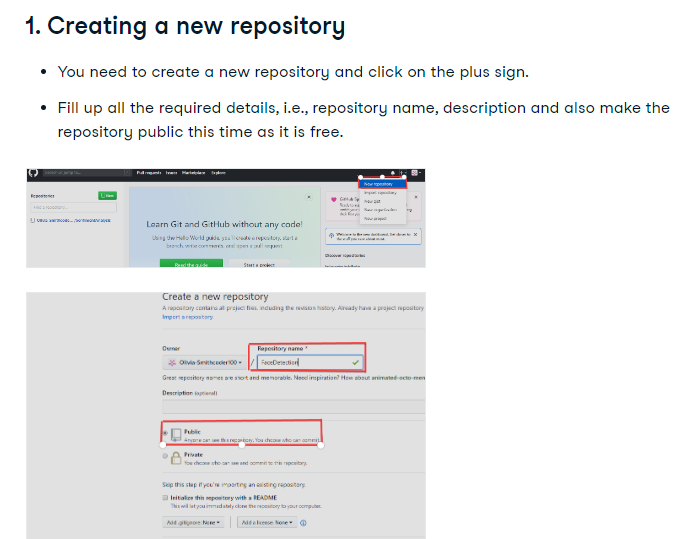 1. Creating a new repository
You need to create a new repository and click on the plus sign.
Fill up all the required details, i.e., repository name, description and also make the
repository public this time as it is free.
Pull requests Issues Marketplace Explore
New repository
Import repository
Repositories New
New gist
New organization
New project
Learn Git and GitHub without any code!
Using the Hello World guide, you'll create a repository, start a
branch, write comments, and open a pull request.
Read the guide Start a project
Discover repositories
Create a new repository
A repository contains all project files, including the revision history. Already have a project repository
Import a repository.
Owner Repository name *
Olivia-Smithcoder100 / FaceDetection
Great repository names are short and memorable. Need inspiration? How about animated-octo-mem
Description (optional)
Public
Anyone can see this repository. You choose who can commit.
Private
You choose who can see and commit to this repository.
Skip this step if you're importing an existing repository.
Initialize this repository with a README
This will let you immediately clone the repository to your computer.
Add .gitignore: None Add a license: None